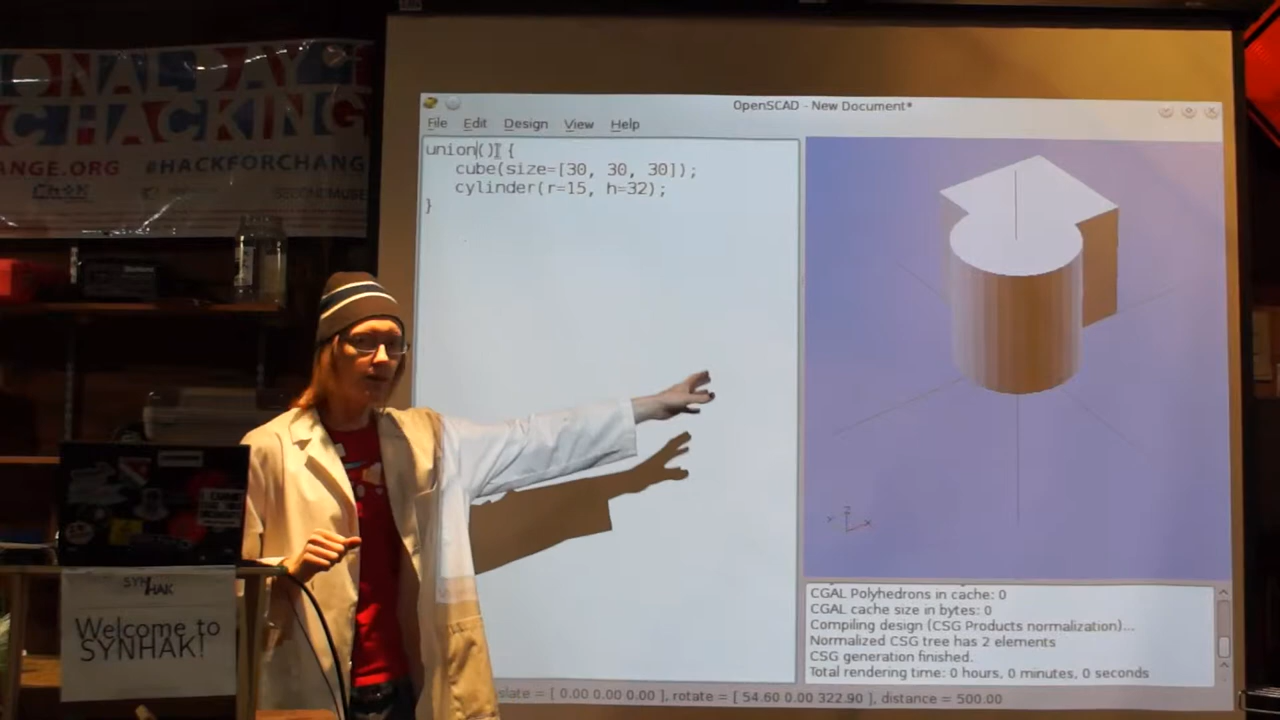 ONAL DAY
C HACKING
ANGE.ORG #HACKFORCHANG
OpenSCAD - New Document*
File Edit Design View Help
union() {
cube(size=[30, 30, 30]);
cylinder(r=15, h=32);
}
CGAL Polyhedrons in cache: 0
CGAL cache size in bytes: 0
Compiling design (CSG Products normalization)...
Normalized CSG tree has 2 elements
CSG generation finished.
Total rendering time: 0 hours, 0 minutes, 0 seconds
slate = [ 0.00 0.00 0.00 ], rotate = [ 54.60 0.00 322.90 ], distance = 500.00
SYN
HAK
Welcome to
SYNHAK!